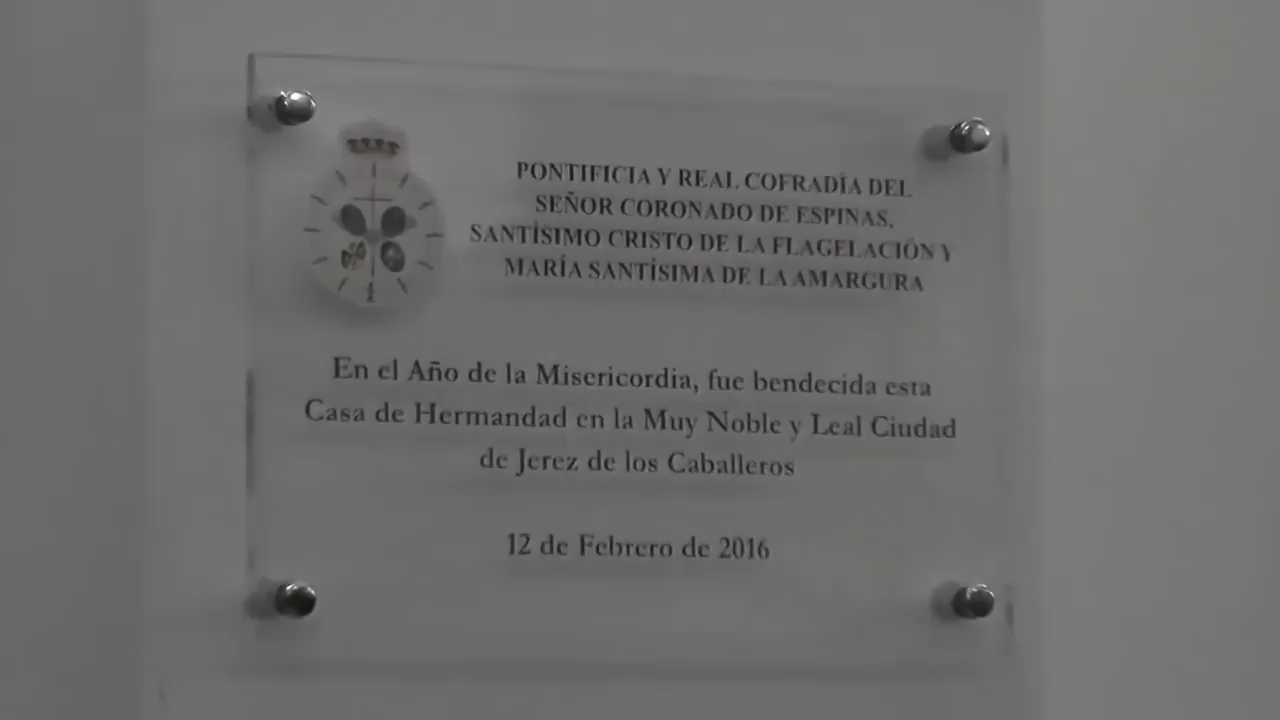 PONTIFICIA Y REAL COFRADÍA DEL
SEÑOR CORONADO DE ESPINAS,
SANTÍSIMO CRISTO DE LA FLAGELACIÓN Y
MARÍA SANTÍSIMA DE LA AMARGURA
En el Año de la Misericordia, fue bendecida esta
Casa de Hermandad en la Muy Noble y Leal Ciudad
de Jerez de los Caballeros
12 de Febrero de 2016